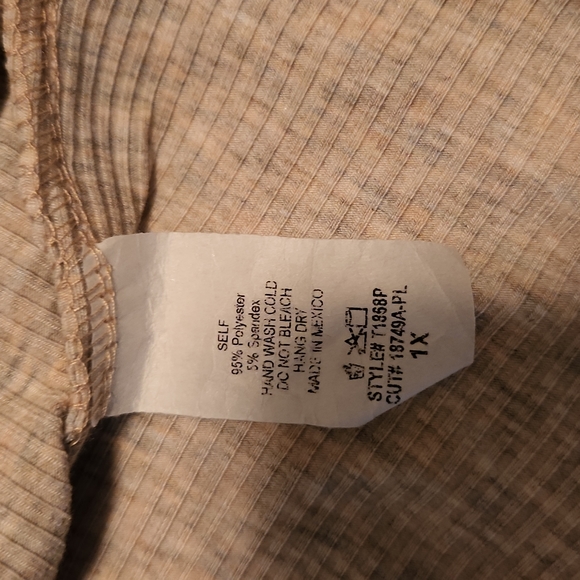 SELF
95% Polyester
5% Spandex
HAND WASH COLD
DO NOT BLEACH
HANG DRY
MADE IN MEXICO
STYLE# T1958P
CUT# 18749A-PL
1X